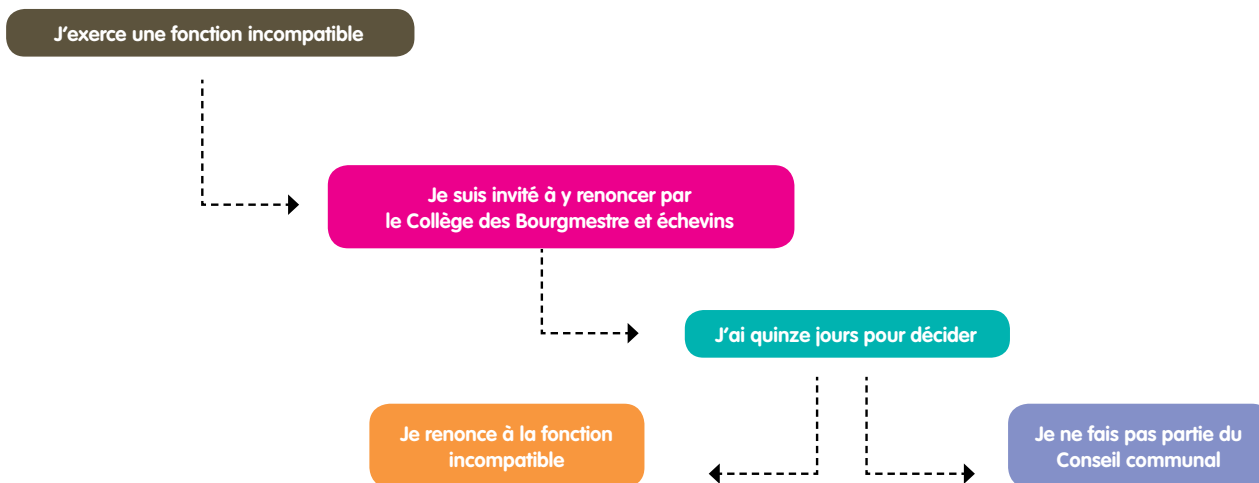 J'exerce une fonction incompatible
Je suis invité à y renoncer par
le Collège des Bourgmestre et échevins
J'ai quinze jours pour décider
Je renonce à la fonction
incompatible
Je ne fais pas partie du
Conseil communal